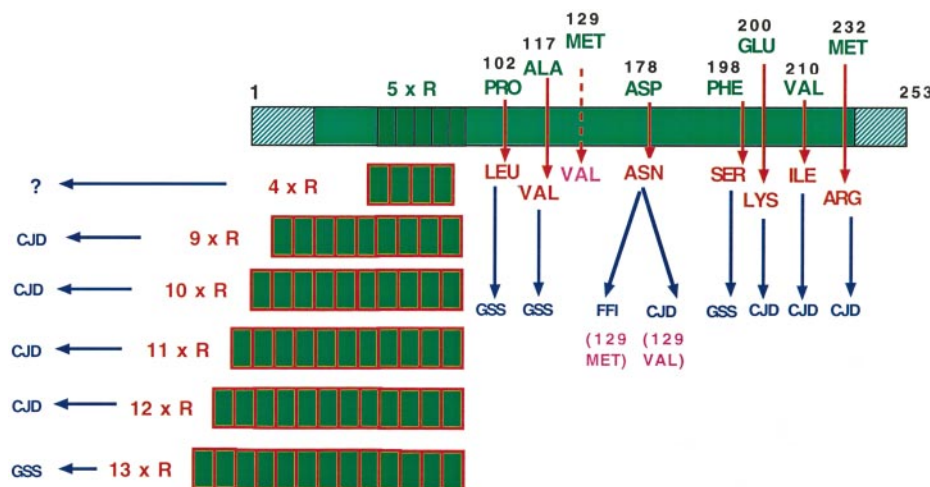 129
200
232
117
MET
GLU
MET
102
ALA
178
198
210
1
5 x R
PRO
ASP
PHE
VAL
253
?
4 x R
LEU
VAL
VAL
ASN
SER
LYS
ILE
ARG
CJD
9 x R
CJD
10 x R
GSS
GSS
FFI
CJD
GSS
CJD
CJD
CJD
(129
MET)
(129
VAL)
CJD
11 x R
CJD
12 x R
GSS
13 x R